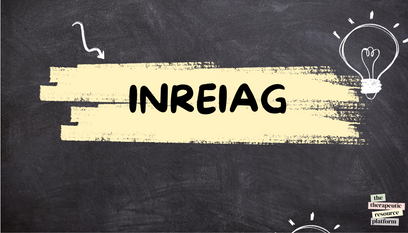 INREIAG
the
therapeutic
resource
platform